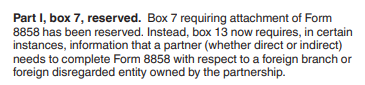 Part I, box 7, reserved. Box 7 requiring attachment of Form
8858 has been reserved. Instead, box 13 now requires, in certain
instances, information that a partner (whether direct or indirect)
needs to complete Form 8858 with respect to a foreign branch or
foreign disregarded entity owned by the partnership.